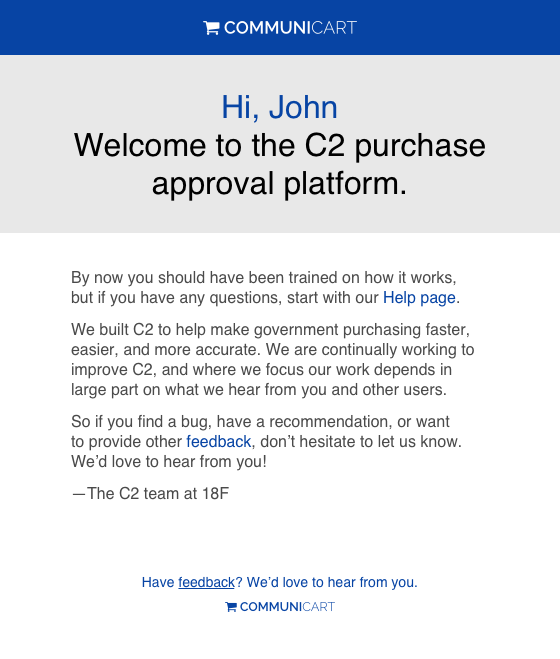 COMMUNICART
Hi, John
Welcome to the C2 purchase
approval platform.
By now you should have been trained on how it works,
but if you have any questions, start with our Help page.
We built C2 to help make government purchasing faster,
easier, and more accurate. We are continually working to
improve C2, and where we focus our work depends in
large part on what we hear from you and other users.
So if you find a bug, have a recommendation, or want
to provide other feedback, don’t hesitate to let us know.
We’d love to hear from you!
—The C2 team at 18F
Have feedback? We’d love to hear from you.
COMMUNICART